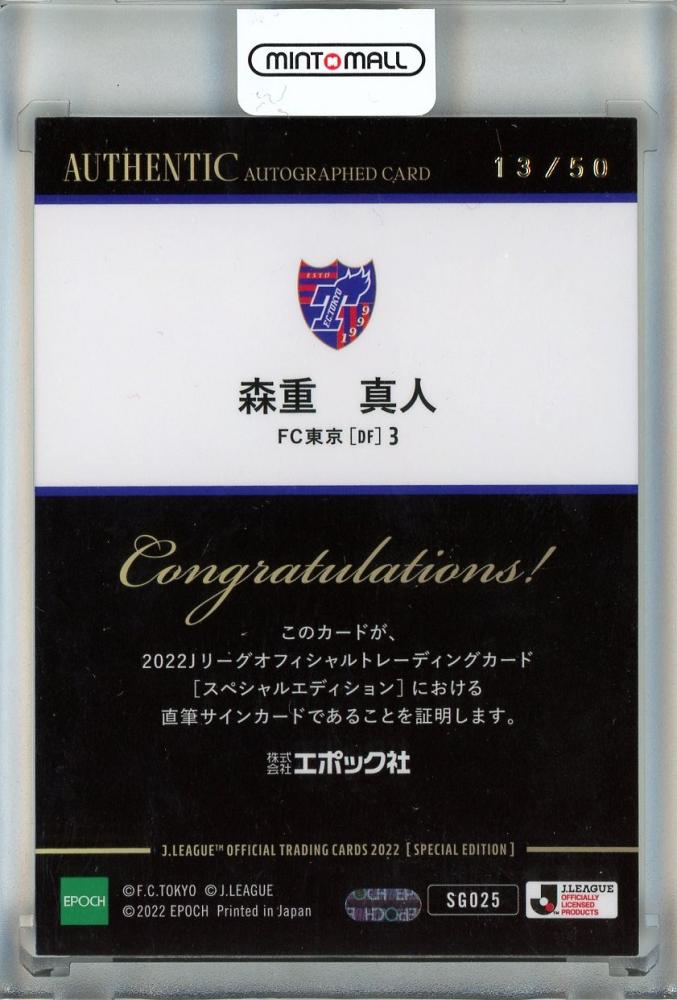 MINTMALL
AUTHENTIC AUTOGRAPHED CARD 13/50
ESTD
F.C.TOKYO
1999
森重　真人
FC東京 [DF] 3
Congratulations!
このカードが、
2022Jリーグオフィシャルトレーディングカード
[スペシャルエディション] における
直筆サインカードであることを証明します。
株式会社エポック社
J.LEAGUE™ OFFICIAL TRADING CARDS 2022 [SPECIAL EDITION]
EPOCH
©F.C.TOKYO ©J.LEAGUE
©2022 EPOCH Printed in Japan
EPOCH
SG025
J.LEAGUE
OFFICIALLY
LICENSED
PRODUCTS